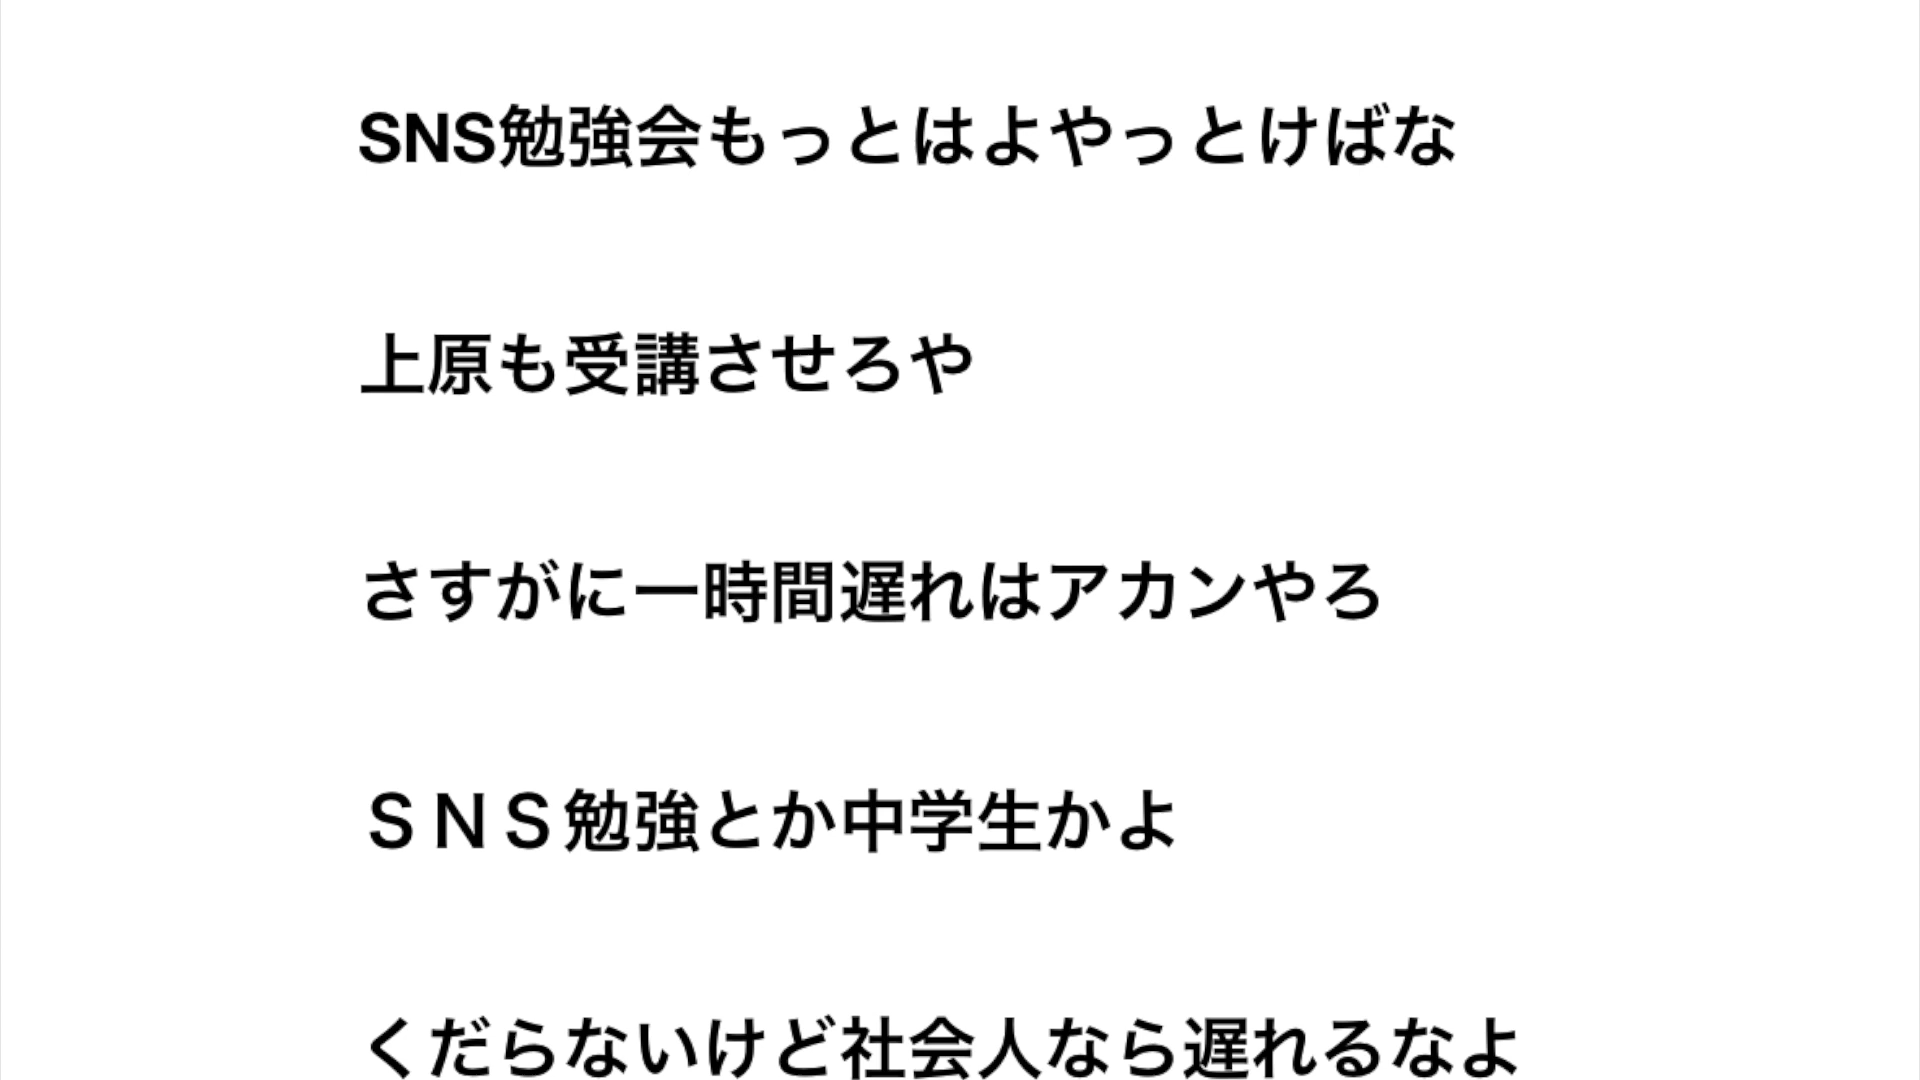 SNS勉強会もっとはよやっとけばな
上原も受講させろや
さすがに一時間遅れはアカンやろ
ＳＮＳ勉強とか中学生かよ
くだらないけど社会人なら遅れるなよ